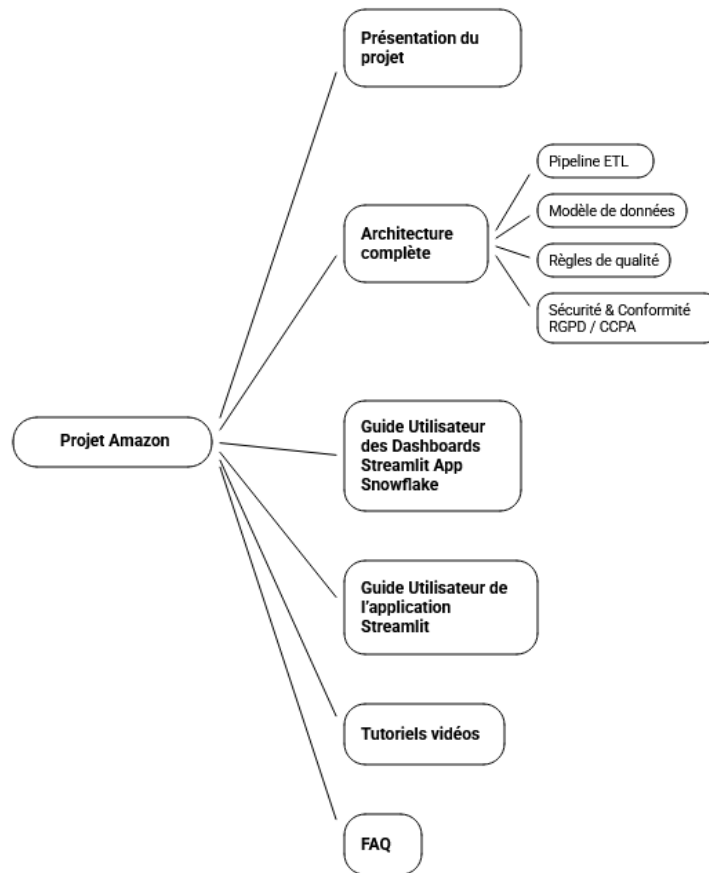 Présentation du
projet
Pipeline ETL
Modèle de données
Architecture
complète
Règles de qualité
Sécurité & Conformité
RGPD / CCPA
Projet Amazon
Guide Utilisateur
des Dashboards
Streamlit App
Snowflake
Guide Utilisateur de
l’application
Streamlit
Tutoriels vidéos
FAQ